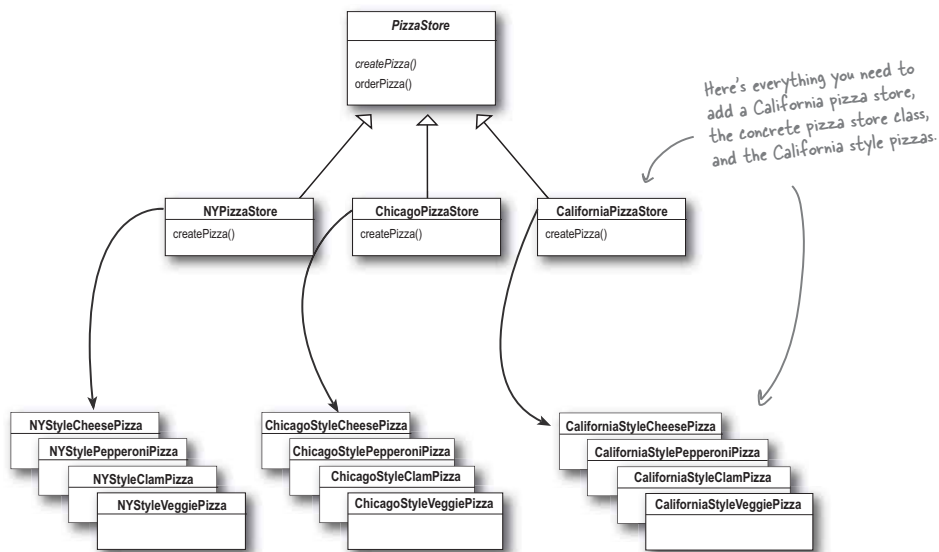 PizzaStore
createPizza()
orderPizza()
Here's everything you need to
add a California pizza store,
the concrete pizza store class,
and the California style pizzas.
NYPizzaStore
createPizza()
ChicagoPizzaStore
createPizza()
CaliforniaPizzaStore
createPizza()
NYStyleCheesePizza
NYStylePepperoniPizza
NYStyleClamPizza
NYStyleVeggiePizza
ChicagoStyleCheesePizza
ChicagoStylePepperoniPizza
ChicagoStyleClamPizza
ChicagoStyleVeggiePizza
CaliforniaStyleCheesePizza
CaliforniaStylePepperoniPizza
CaliforniaStyleClamPizza
CaliforniaStyleVeggiePizza